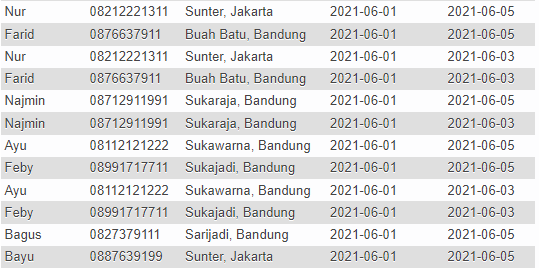 Nur 08212221311 Sunter, Jakarta 2021-06-01 2021-06-05
Farid 0876637911 Buah Batu, Bandung 2021-06-01 2021-06-05
Nur 08212221311 Sunter, Jakarta 2021-06-01 2021-06-03
Farid 0876637911 Buah Batu, Bandung 2021-06-01 2021-06-03
Najmin 08712911991 Sukaraja, Bandung 2021-06-01 2021-06-05
Najmin 08712911991 Sukaraja, Bandung 2021-06-01 2021-06-03
Ayu 08112121222 Sukawarna, Bandung 2021-06-01 2021-06-05
Feby 08991717711 Sukajadi, Bandung 2021-06-01 2021-06-05
Ayu 08112121222 Sukawarna, Bandung 2021-06-01 2021-06-03
Feby 08991717711 Sukajadi, Bandung 2021-06-01 2021-06-03
Bagus 0827379111 Sarijadi, Bandung 2021-06-01 2021-06-05
Bayu 0887639199 Sunter, Jakarta 2021-06-01 2021-06-05